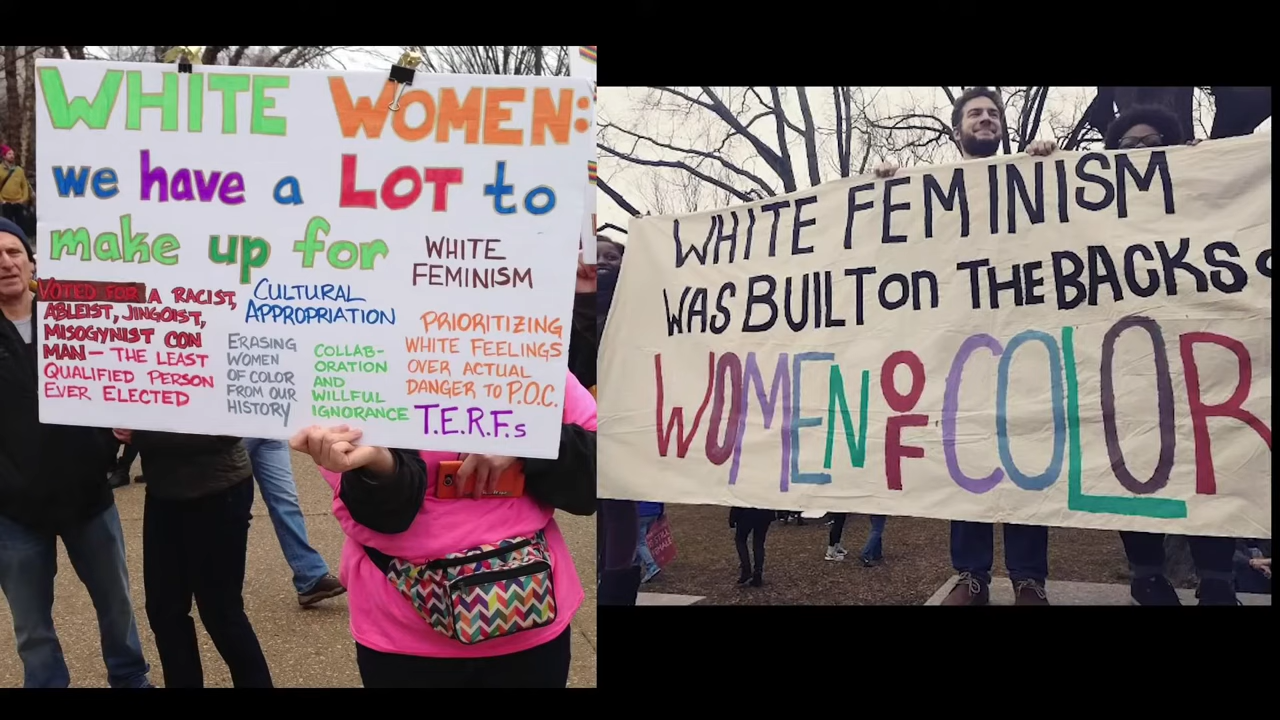 WHITE WOMEN:
we have a LOT to
make up for
WHITE
FEMINISM
VOTED FOR A RACIST,
ABLEIST, JINGOIST,
MISOGYNIST CON
MAN- THE LEAST
QUALIFIED PERSON
EVER ELECTED
CULTURAL
APPROPRIATION
ERASING
WOMEN
OF COLOR
FROM OUR
HISTORY
COLLAB-
ORATION
AND
WILLFUL
IGNORANCE
PRIORITIZING
WHITE FEELINGS
OVER ACTUAL
DANGER TO P.O.C.
T.E.R.F.s
WHITE FEMINISM
WAS BUILT on THE BACKS
WOMEN OF COLOR